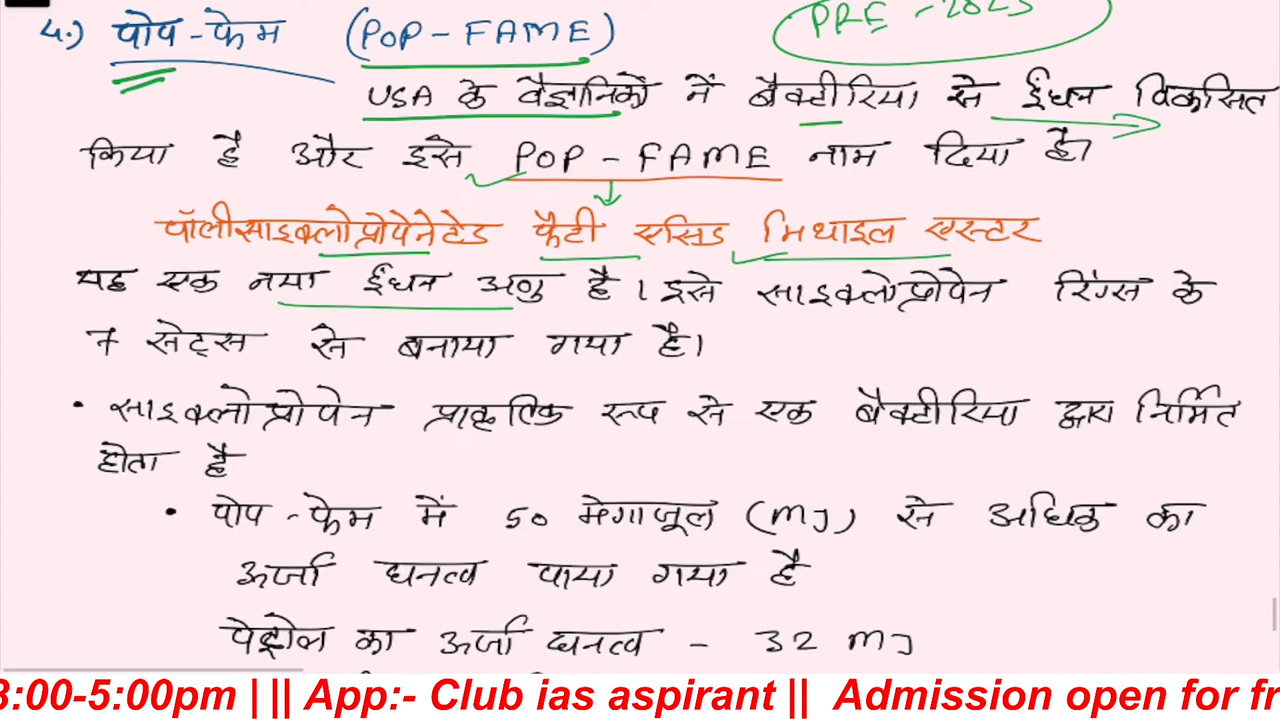 4.) पोप-फेम (POP-FAME) PRE-2023
USA के वैज्ञानिकों नें बैक्टीरिया से ईंधन विकसित
किया है और इसे POP-FAME नाम दिया है।
पॉलीसाइक्लोप्रोपेनेटेड फैटी एसिड मिथाइल एस्टर
यह एक नया ईंधन अणु है। इसे साइक्लोप्रोपेन रिंग्स के
7 सेट्स से बनाया गया है।
• साइक्लोप्रोपेन प्राकृतिक रूप से एक बैक्टीरिया द्वारा निर्मित
होता है
• पोप-फेम में 50 मेगाजूल (MJ) से अधिक का
ऊर्जा घनत्व पाया गया है
पेट्रोल का ऊर्जा घनत्व - 32 MJ
3:00-5:00pm | || App:- Club ias aspirant || Admission open for fr